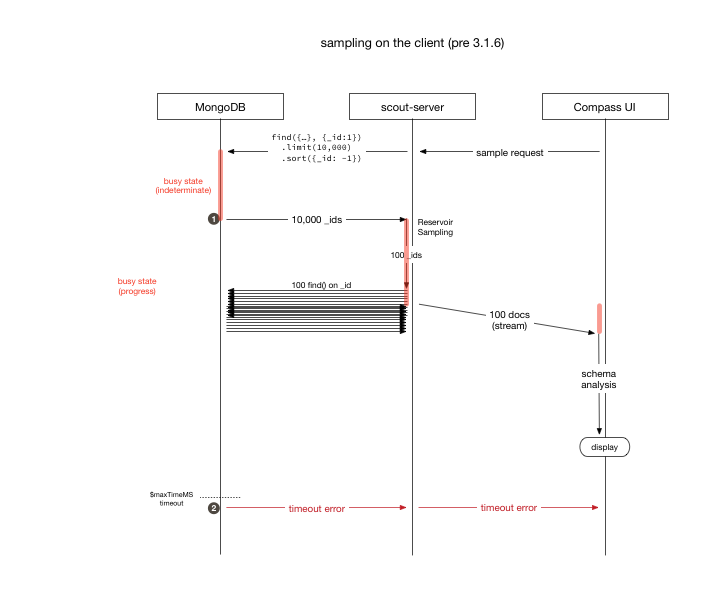 sampling on the client (pre 3.1.6)
MongoDB
scout-server
Compass UI
find({…}, {_id:1})
.limit(10,000)
.sort({_id: -1})
sample request
busy state
(indeterminate)
1
10,000 _ids
Reservoir
Sampling
100 _ids
busy state
(progress)
100 find() on _id
100 docs
(stream)
schema
analysis
display
$maxTimeMS
timeout
2
timeout error
timeout error